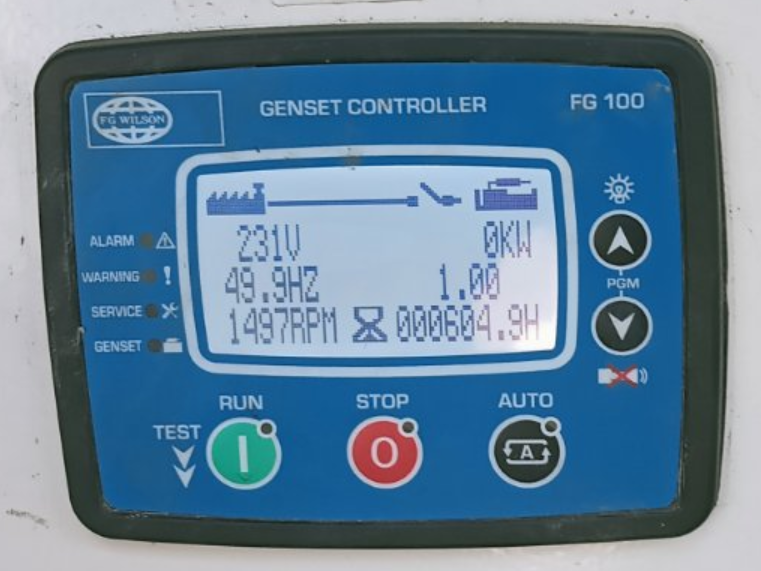 FG WILSON
GENSET CONTROLLER
FG 100
231V 0KW
49.9HZ 1.00
1497RPM 000604.9H
ALARM
WARNING !
SERVICE
GENSET
PGM
RUN
STOP
AUTO
TEST
I
O
A